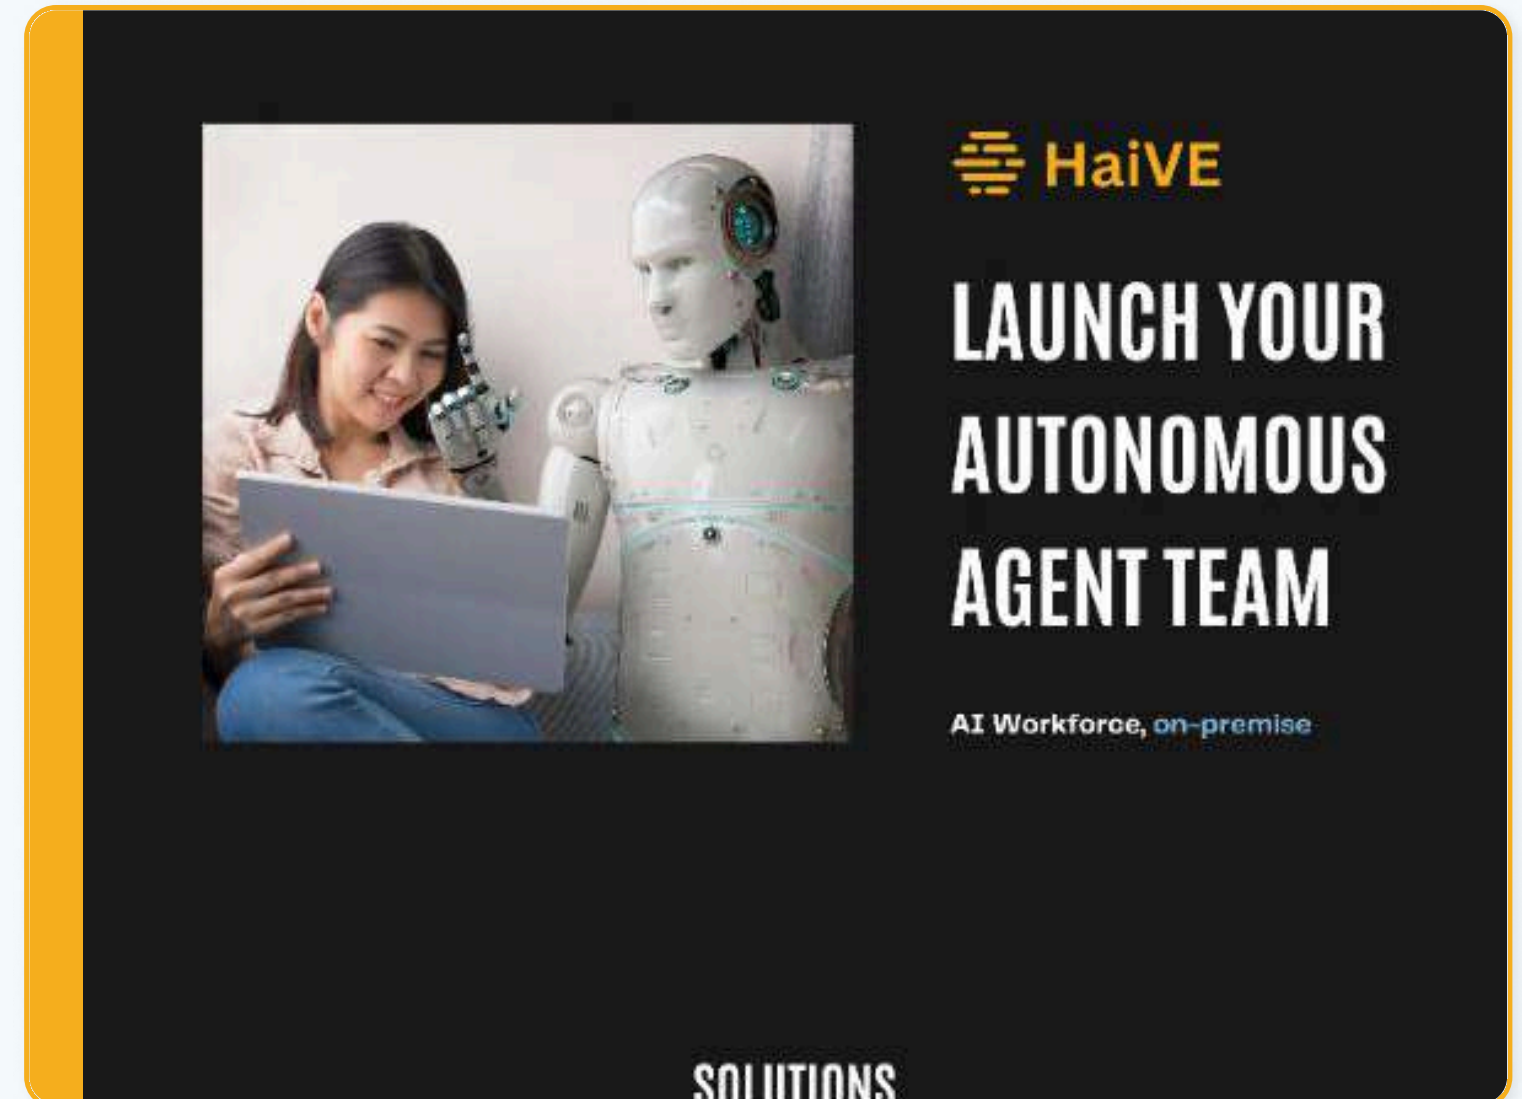 HaiVE
LAUNCH YOUR
AUTONOMOUS
AGENT TEAM
AI Workforce, on-premise
SOLUTIONS